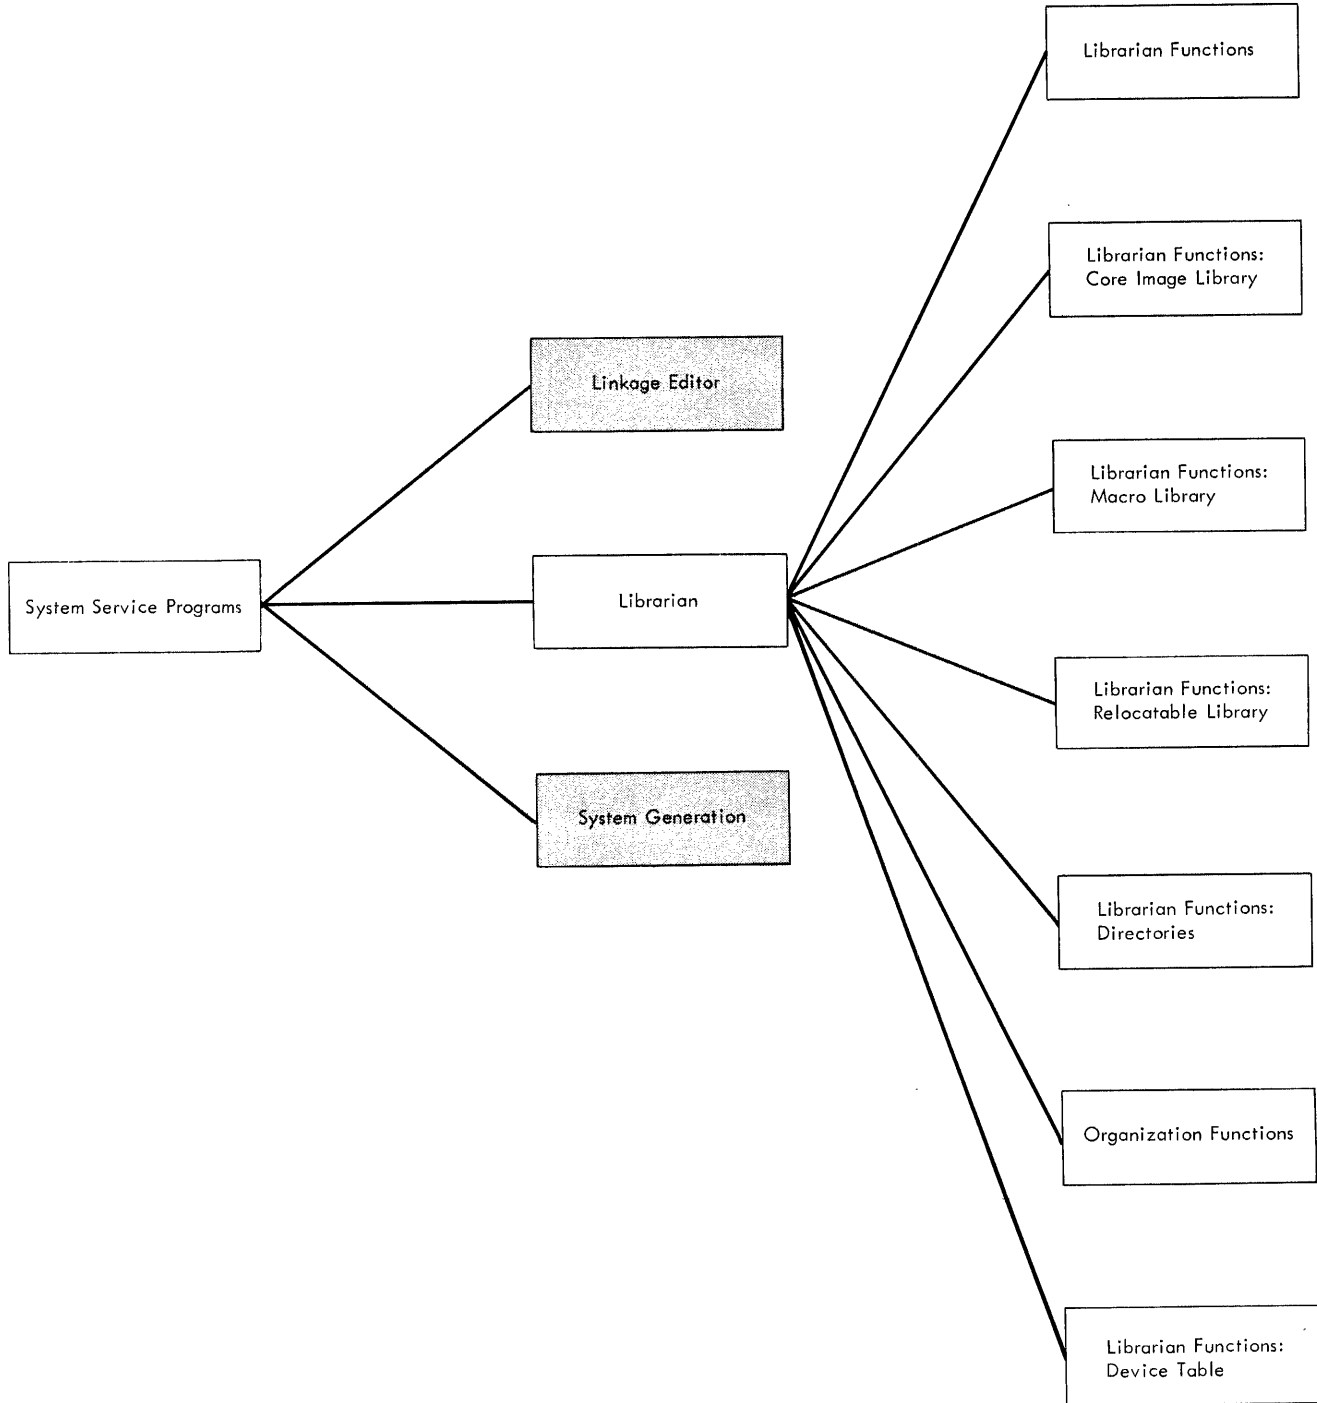 System Service Programs
Linkage Editor
Librarian
System Generation
Librarian Functions
Librarian Functions:
Core Image Library
Librarian Functions:
Macro Library
Librarian Functions:
Relocatable Library
Librarian Functions:
Directories
Organization Functions
Librarian Functions:
Device Table